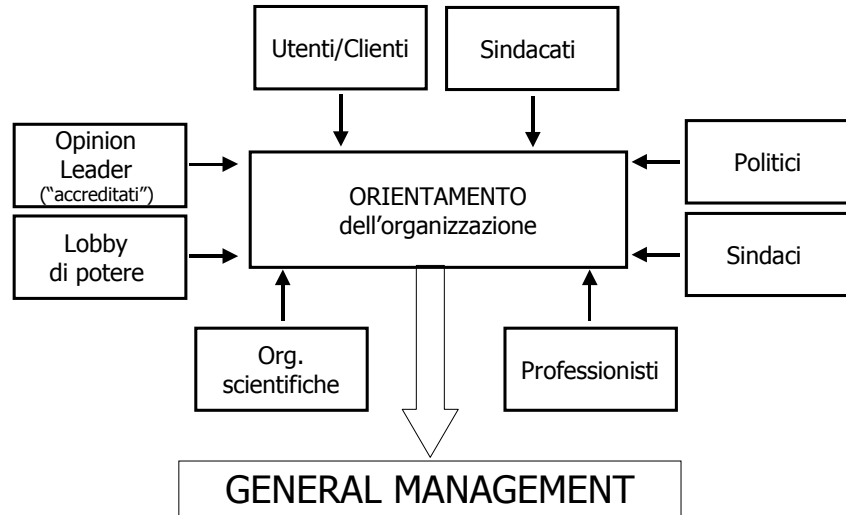 Utenti/Clienti
Sindacati
Opinion
Leader
("accreditati")
Politici
ORIENTAMENTO
dell'organizzazione
Lobby
di potere
Sindaci
Org.
scientifiche
Professionisti
GENERAL MANAGEMENT